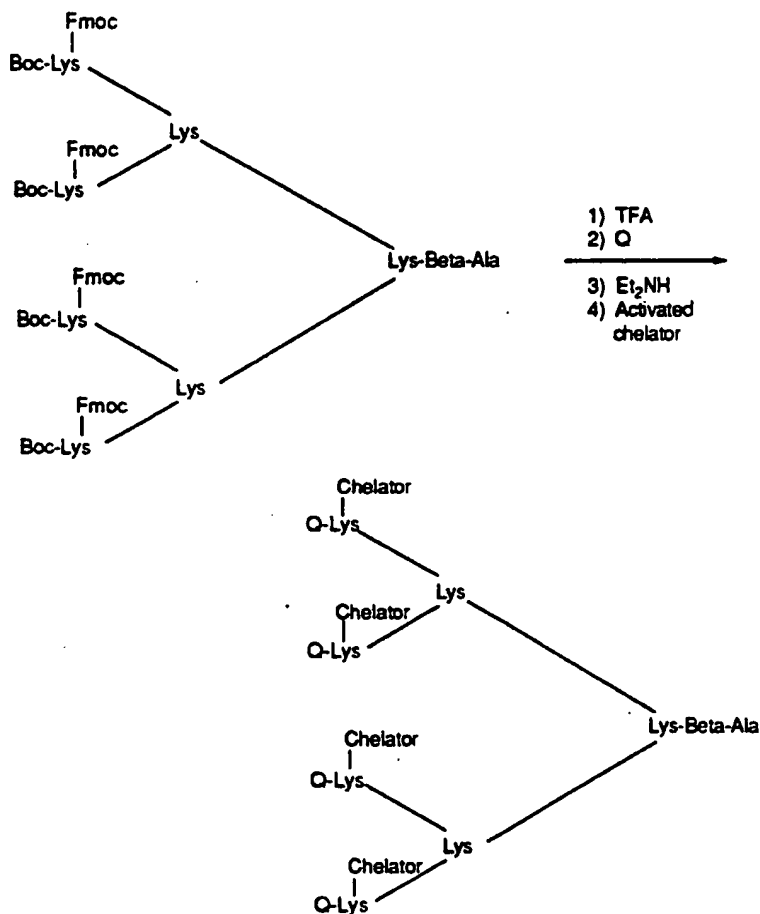 Fmoc
Boc-Lys
Lys
Fmoc
Boc-Lys
Lys-Beta-Ala
1) TFA
2) Q
3) Et₂NH
4) Activated
chelator
Fmoc
Boc-Lys
Lys
Fmoc
Boc-Lys
Chelator
Q-Lys
Lys
Chelator
Q-Lys
Lys-Beta-Ala
Chelator
Q-Lys
Lys
Chelator
Q-Lys